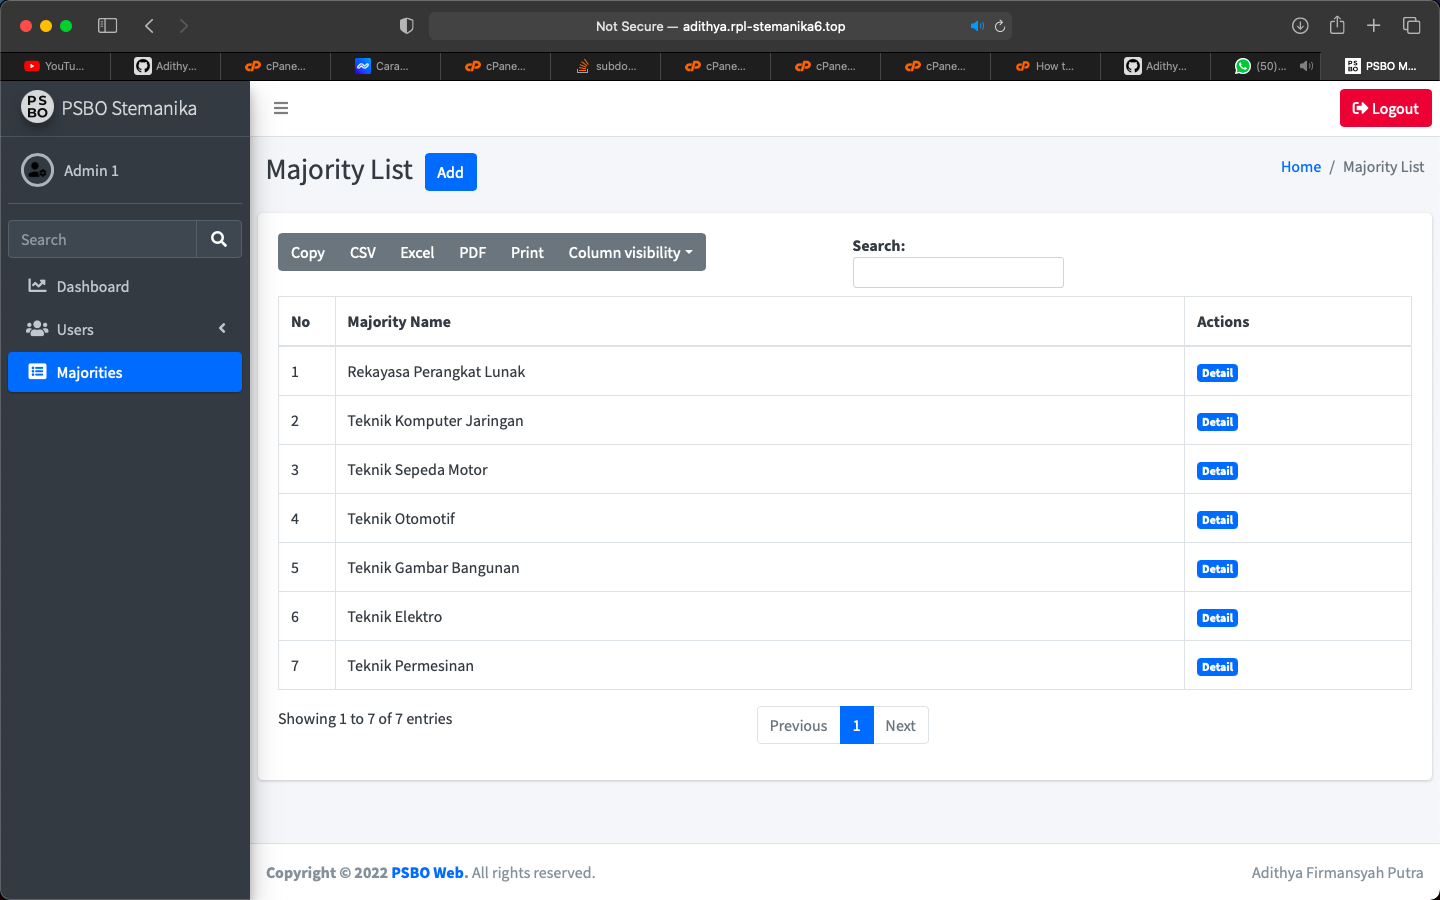 Not Secure — adithya.rpl-stemanika6.top
YouTu...
Adithy...
cPane...
Cara...
cPane...
subdo...
cPane...
cPane...
cPane...
How t...
Adithy...
(50)...
PSBO M...
PS
BO
PSBO Stemanika
Logout
Admin 1
Majority List
Add
Home / Majority List
Search
Dashboard
Users
Majorities
Copy CSV Excel PDF Print Column visibility
Search:
No Majority Name Actions
1 Rekayasa Perangkat Lunak Detail
2 Teknik Komputer Jaringan Detail
3 Teknik Sepeda Motor Detail
4 Teknik Otomotif Detail
5 Teknik Gambar Bangunan Detail
6 Teknik Elektro Detail
7 Teknik Permesinan Detail
Showing 1 to 7 of 7 entries
Previous 1 Next
Copyright © 2022 PSBO Web. All rights reserved.
Adithya Firmansyah Putra